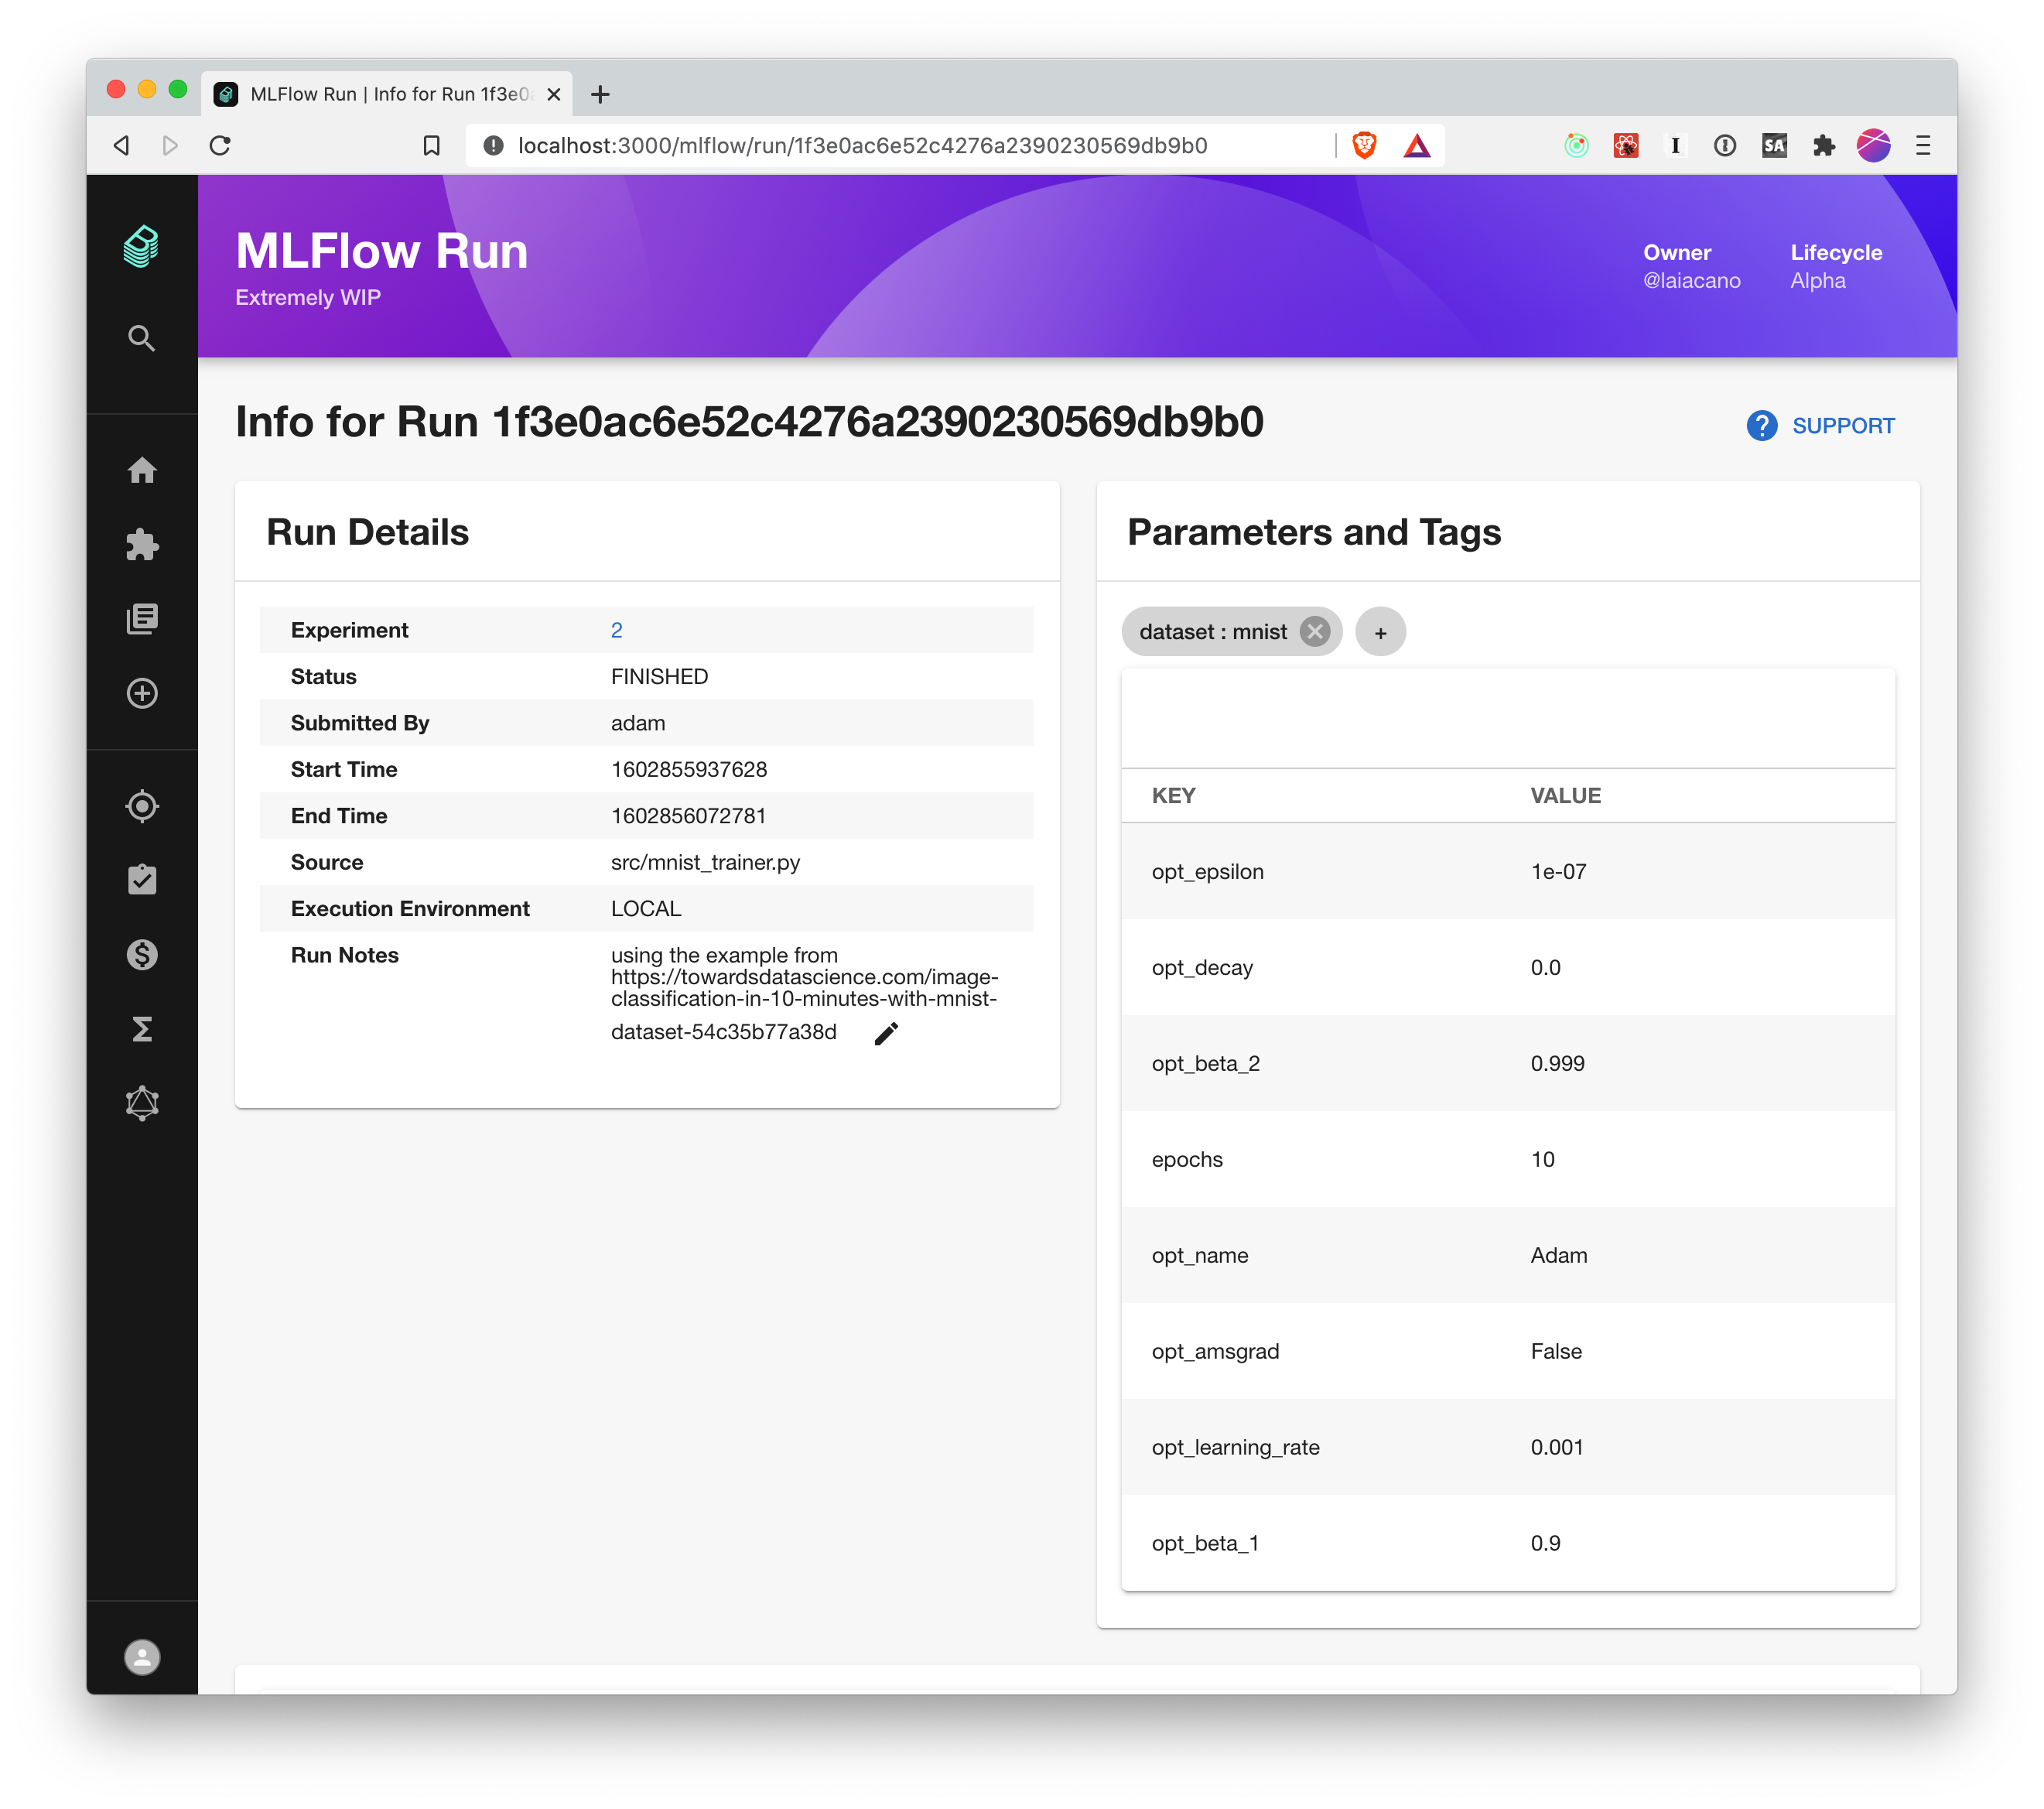 MLFlow Run | Info for Run 1f3e0a
localhost:3000/mlflow/run/1f3e0ac6e52c4276a2390230569db9b0
SA
MLFlow Run
Extremely WIP
Owner
@laiacano
Lifecycle
Alpha
Info for Run 1f3e0ac6e52c4276a2390230569db9b0
? SUPPORT
Run Details
Experiment 2
Status FINISHED
Submitted By adam
Start Time 1602855937628
End Time 1602856072781
Source src/mnist_trainer.py
Execution Environment LOCAL
Run Notes using the example from
https://towardsdatascience.com/image-
classification-in-10-minutes-with-mnist-
dataset-54c35b77a38d
Parameters and Tags
dataset : mnist
+
KEY VALUE
opt_epsilon 1e-07
opt_decay 0.0
opt_beta_2 0.999
epochs 10
opt_name Adam
opt_amsgrad False
opt_learning_rate 0.001
opt_beta_1 0.9